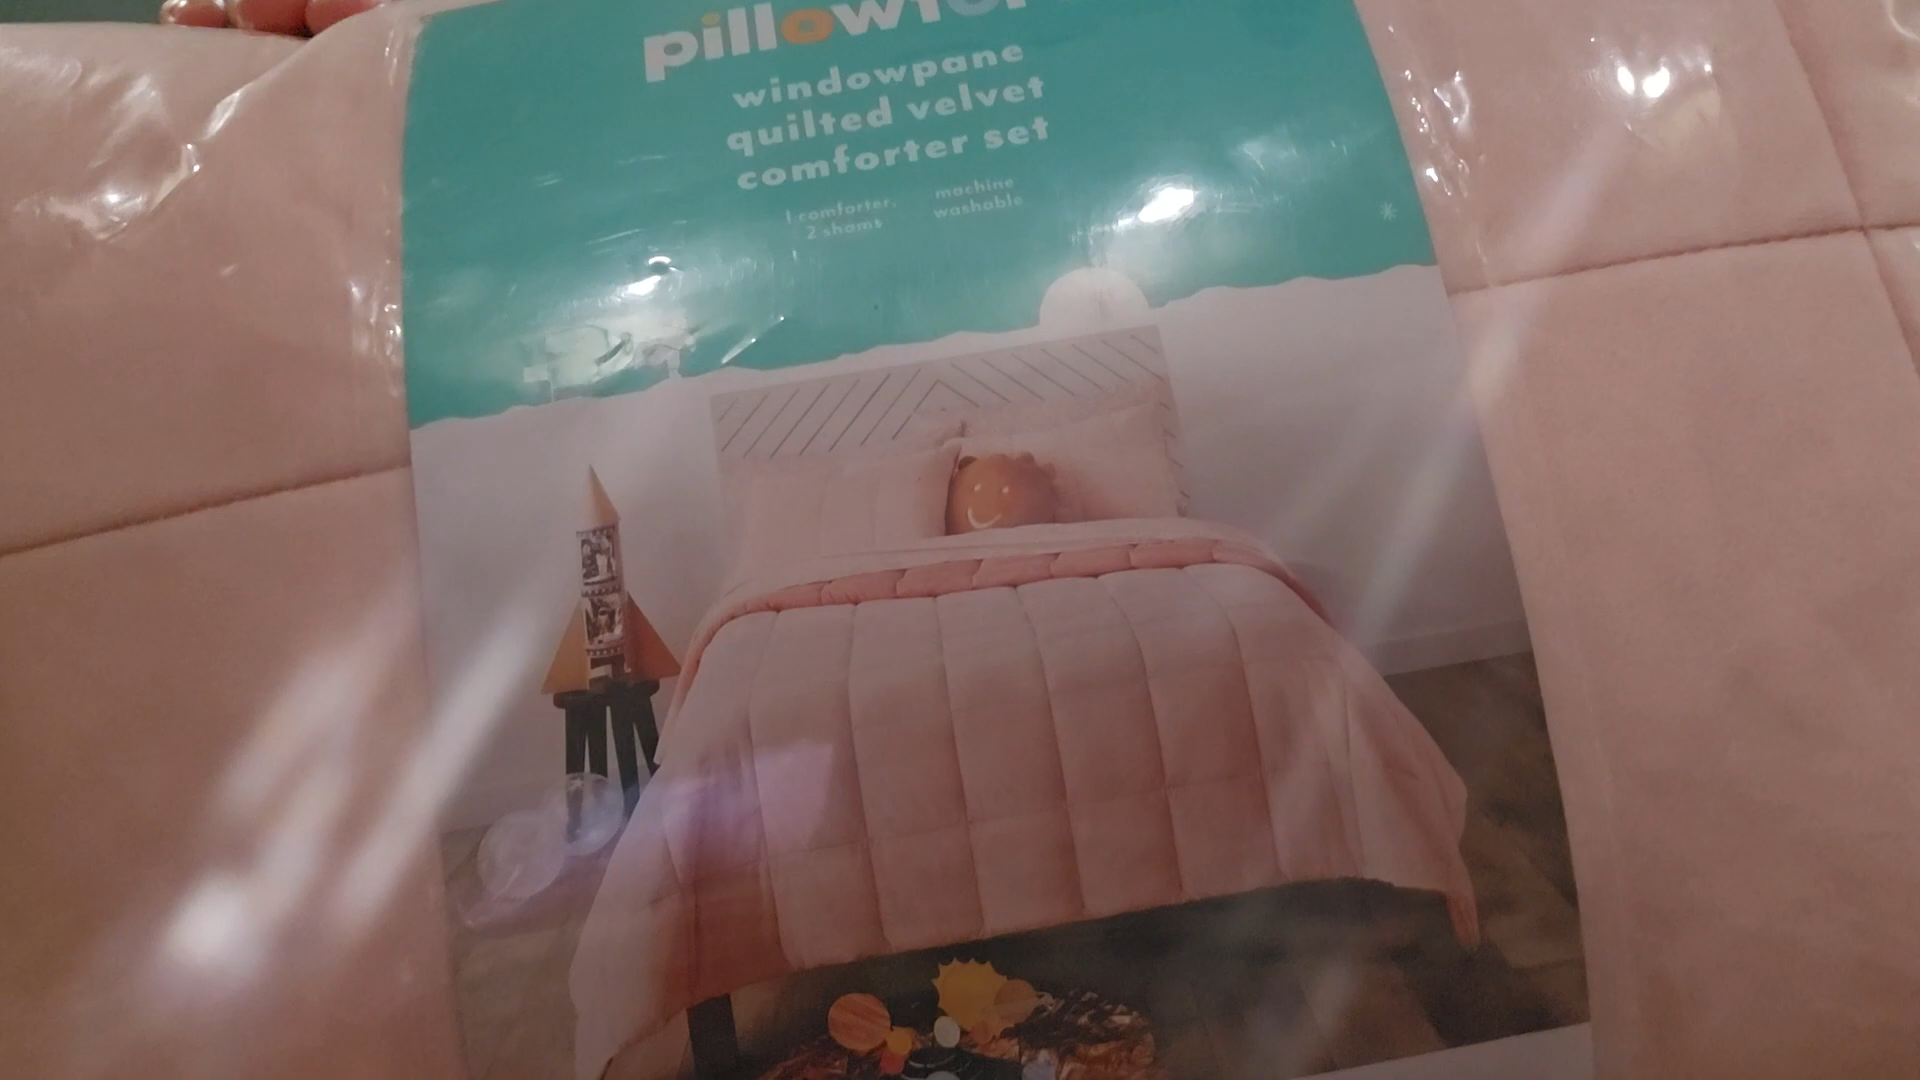 windowpane
quilted velvet
comforter set
1 comforter,
2 shams
machine
washable